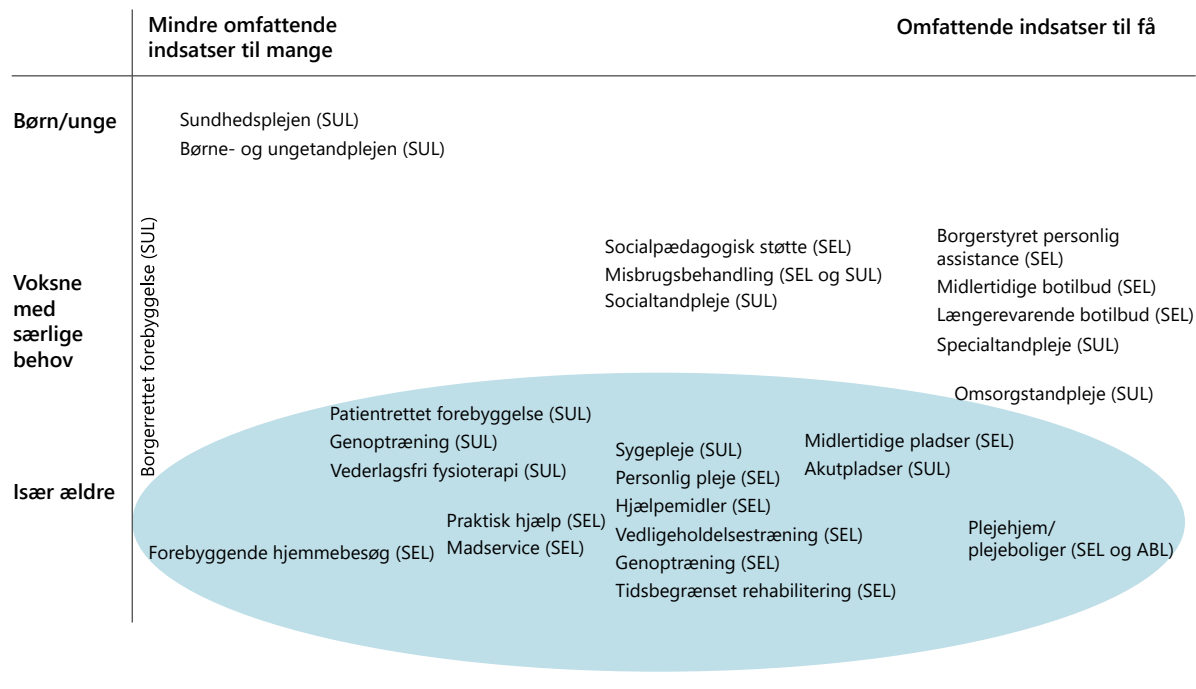 Mindre omfattende
indsatser til mange
Omfattende indsatser til få
Børn/unge
Sundhedsplejen (SUL)
Børne- og ungetandplejen (SUL)
Borgerrettet forebyggelse (SUL)
Voksne
med
særlige
behov
Socialpædagogisk støtte (SEL)
Misbrugsbehandling (SEL og SUL)
Socialtandpleje (SUL)
Borgerstyret personlig
assistance (SEL)
Midlertidige botilbud (SEL)
Længerevarende botilbud (SEL)
Specialtandpleje (SUL)
Omsorgstandpleje (SUL)
Især ældre
Patientrettet forebyggelse (SUL)
Genoptræning (SUL)
Vederlagsfri fysioterapi (SUL)
Forebyggende hjemmebesøg (SEL)
Praktisk hjælp (SEL)
Madservice (SEL)
Sygepleje (SUL)
Personlig pleje (SEL)
Hjælpemidler (SEL)
Vedligeholdelsestræning (SEL)
Genoptræning (SEL)
Tidsbegrænset rehabilitering (SEL)
Midlertidige pladser (SEL)
Akutpladser (SUL)
Plejehjem/
plejeboliger (SEL og ABL)